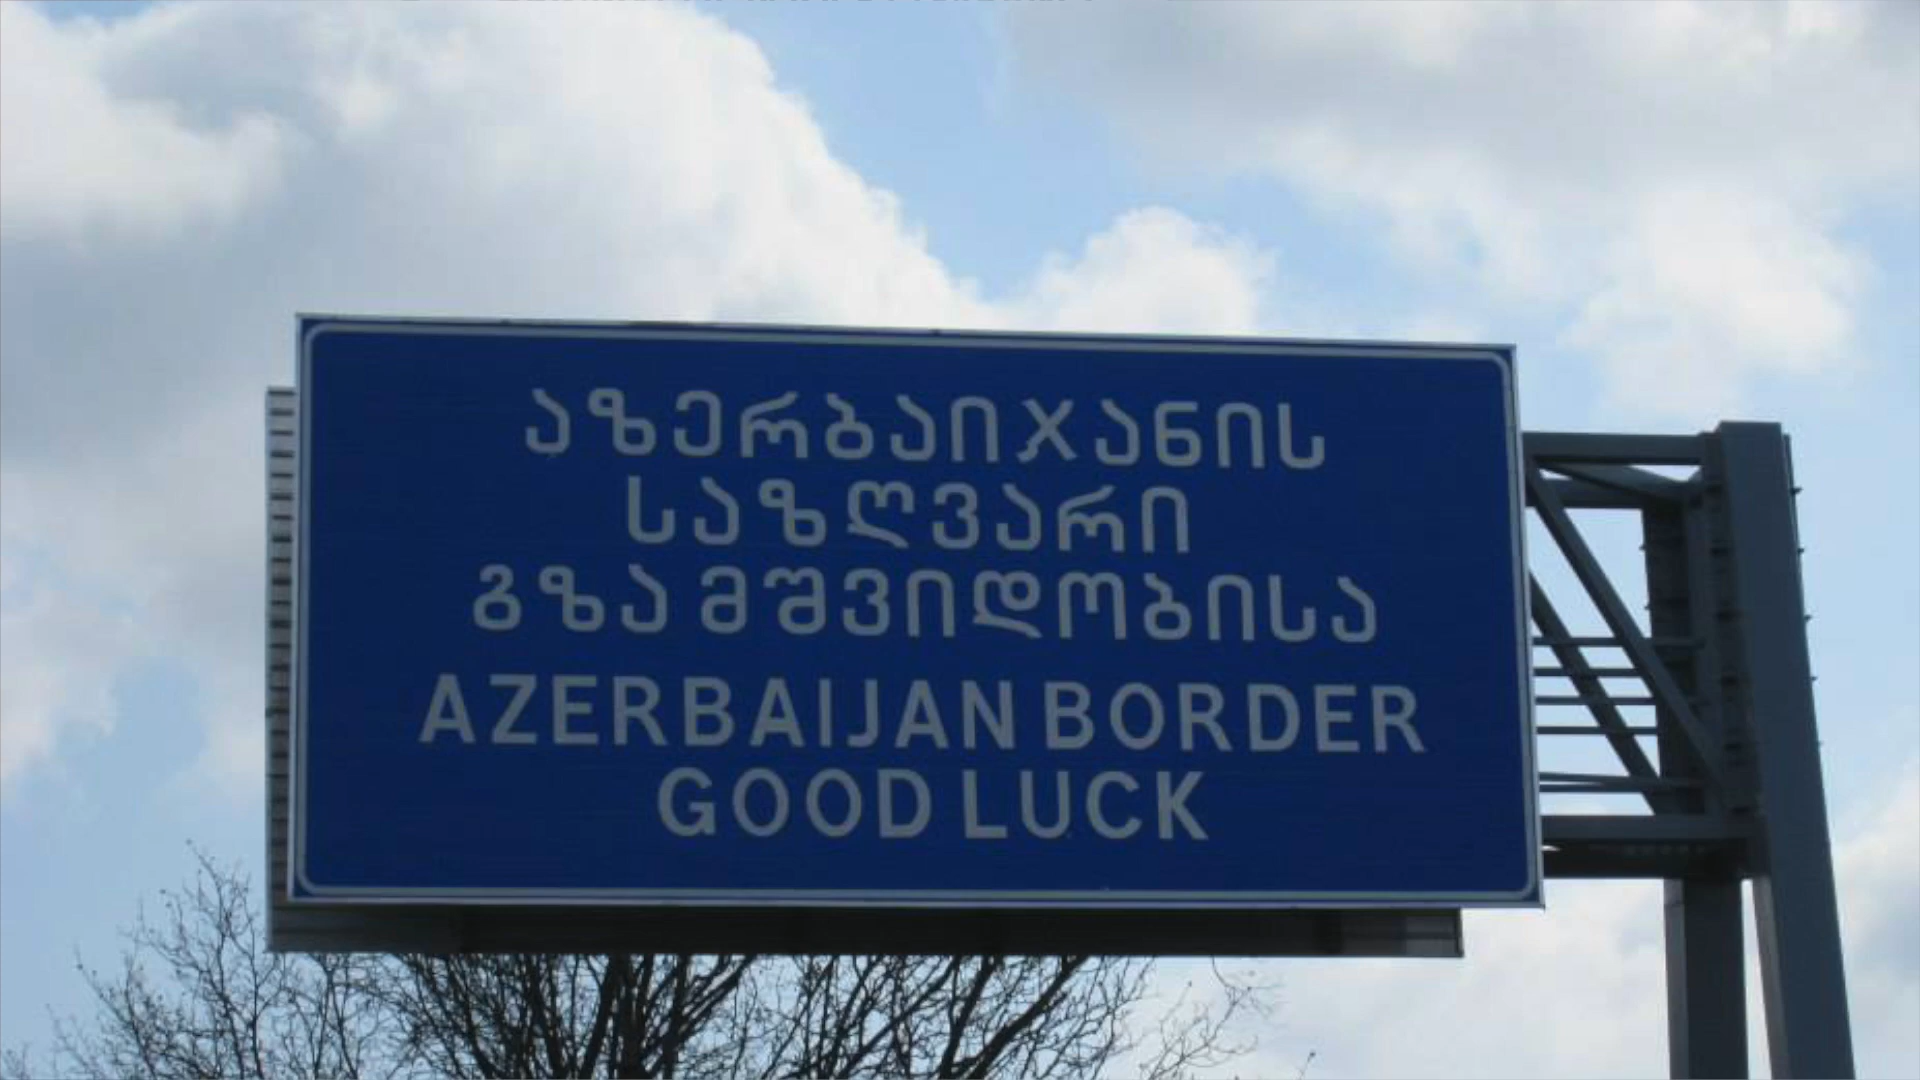 აზერბაიჯანის
საზღვარი
გზა მშვიდობისა
AZERBAIJAN BORDER
GOOD LUCK